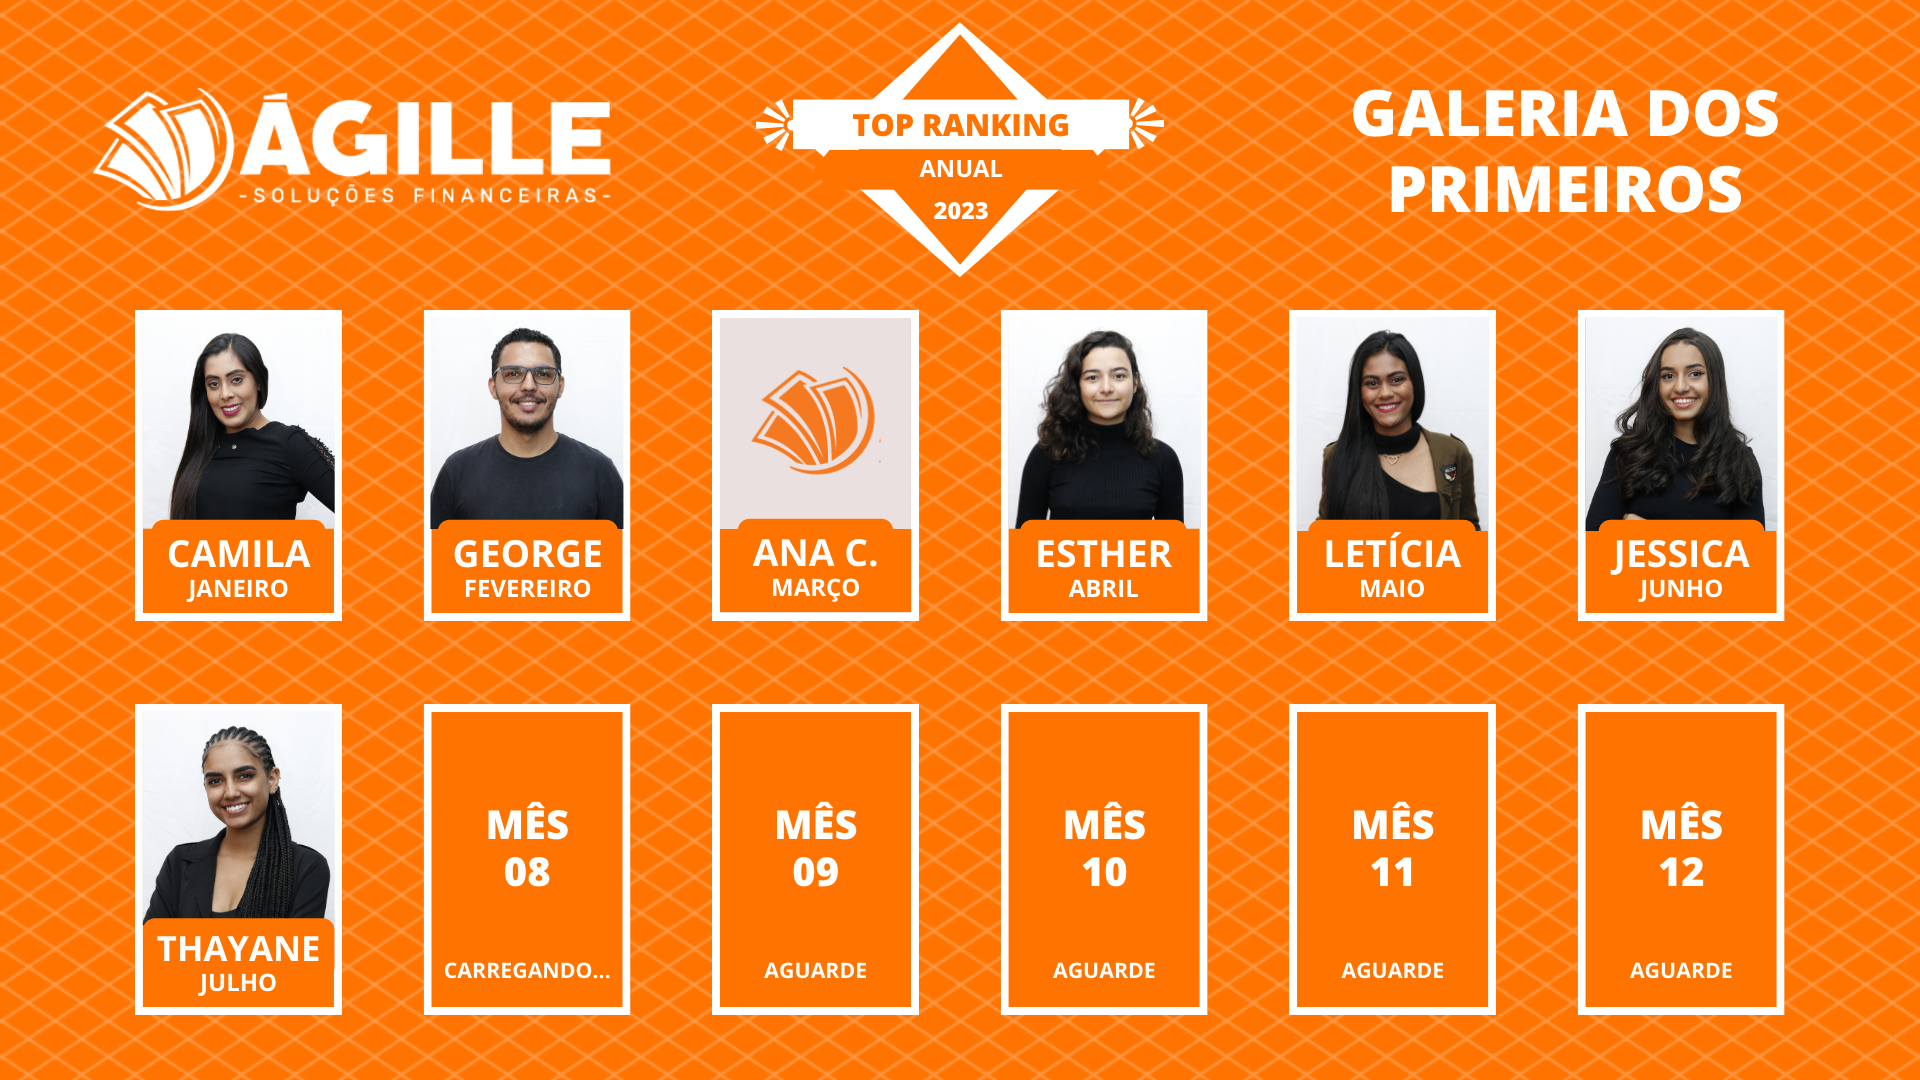 ÁGILLE
-SOLUÇÕES FINANCEIRAS-
TOP RANKING
ANUAL
2023
GALERIA DOS
PRIMEIROS
CAMILA
JANEIRO
GEORGE
FEVEREIRO
ANA C.
MARÇO
ESTHER
ABRIL
LETÍCIA
MAIO
JESSICA
JUNHO
THAYANE
JULHO
MÊS
08
CARREGANDO...
MÊS
09
AGUARDE
MÊS
10
AGUARDE
MÊS
11
AGUARDE
MÊS
12
AGUARDE